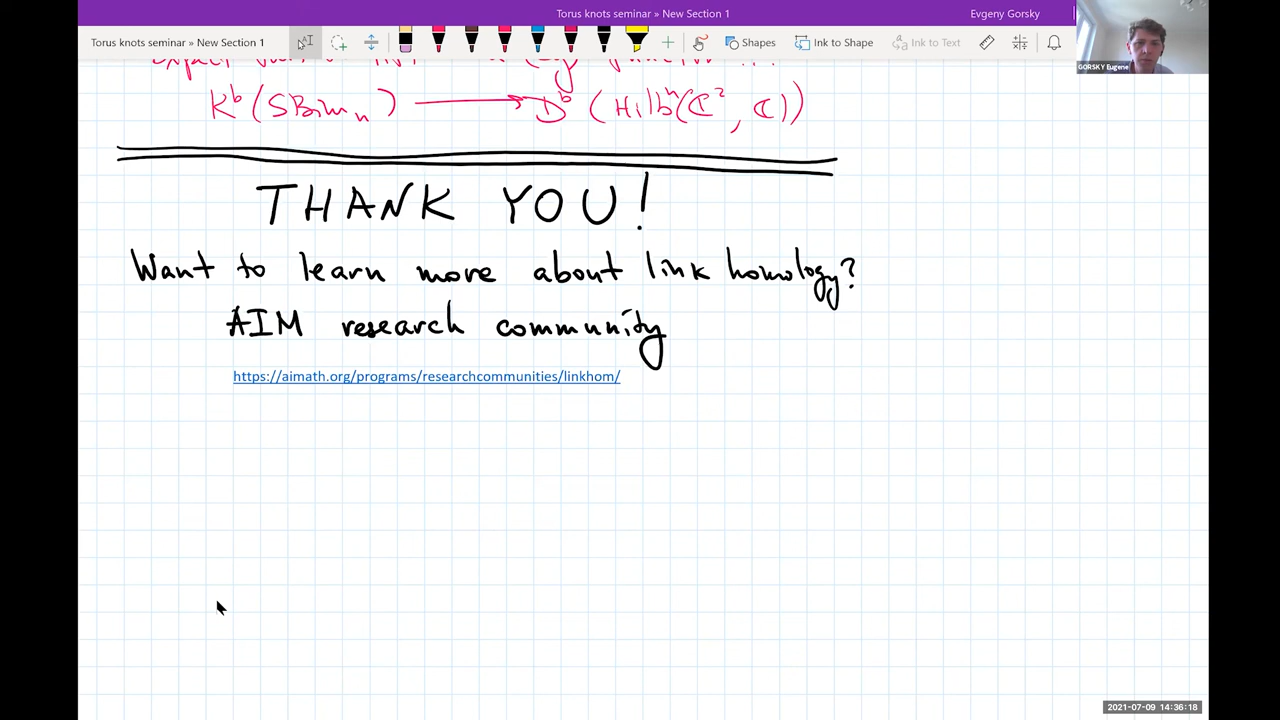 Torus knots seminar » New Section 1
Evgeny Gorsky
Torus knots seminar » New Section 1
Shapes
Ink to Shape
Ink to Text
GORSKY Eugene
K^b (SBim_n) → D^b (Hilb^n(ℂ², ℂ))
THANK YOU!
Want to learn more about link homology?
AIM research community
https://aimath.org/programs/researchcommunities/linkhom/
2021-07-09 14:36:18